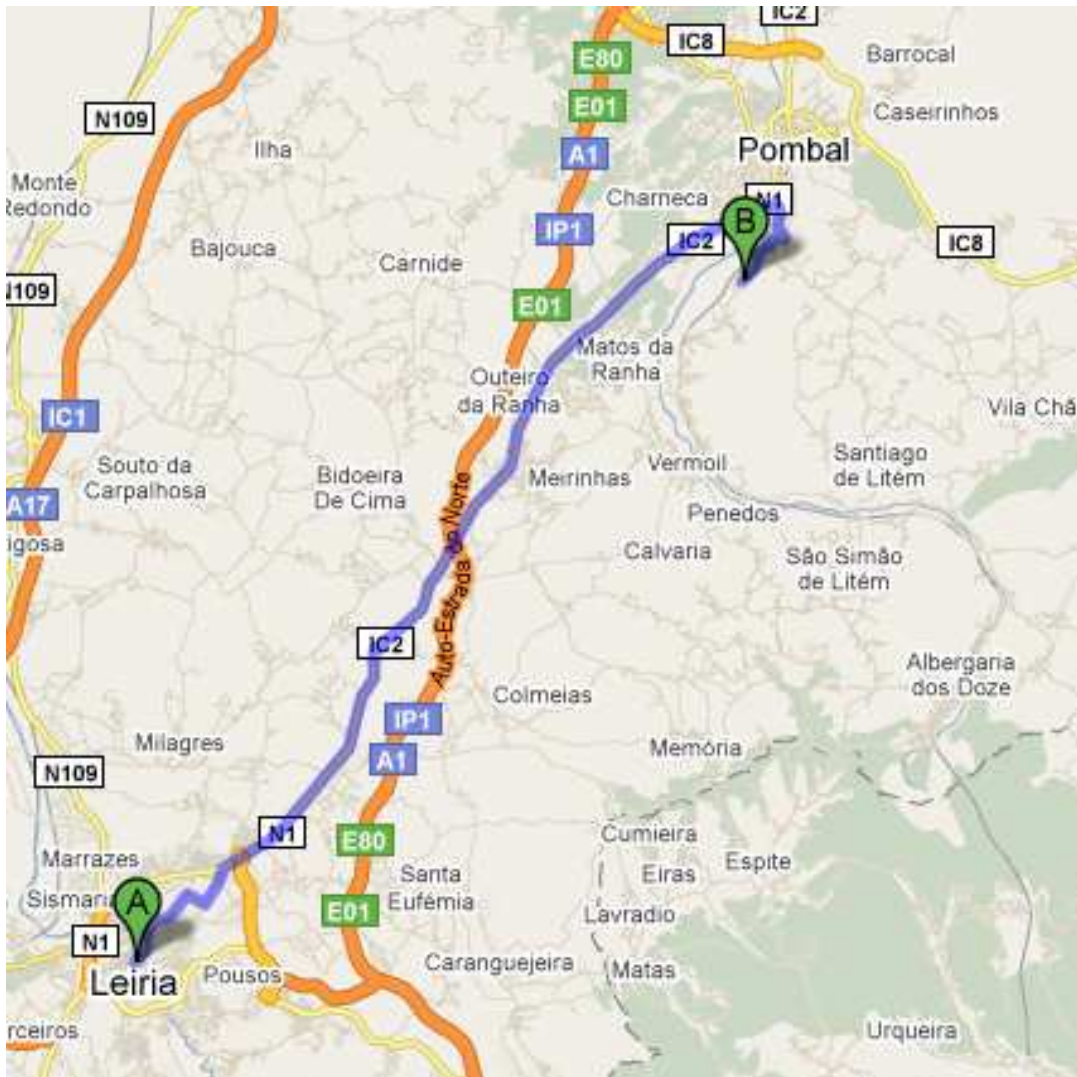 IC2
IC8
Barrocal
E80
E01
N109
Caseirinhos
Ilha
A1
Pombal
Monte
Redondo
Charneca
N1
B
IP1
IC2
IC8
Bajouca
Carnide
N109
E01
Matos da
Ranha
Outeiro
da Ranha
Vila Chã
IC1
Souto da
Carpalhosa
Bidoeira
De Cima
Meirinhas
Vermoil
Santiago
de Litém
A17
Penedos
igosa
Auto-Estrada do Norte
Calvaria
São Simão
de Litém
IC2
Albergaria
dos Doze
Colmeias
IP1
Milagres
Memória
A1
N109
N1
E80
Cumieira
Marrazes
Santa
Eufémia
Eiras
Espite
Sismari
A
E01
Lavradio
N1
Leiria
Pousos
Caranguejeira
Matas
rceiros
Urqueira